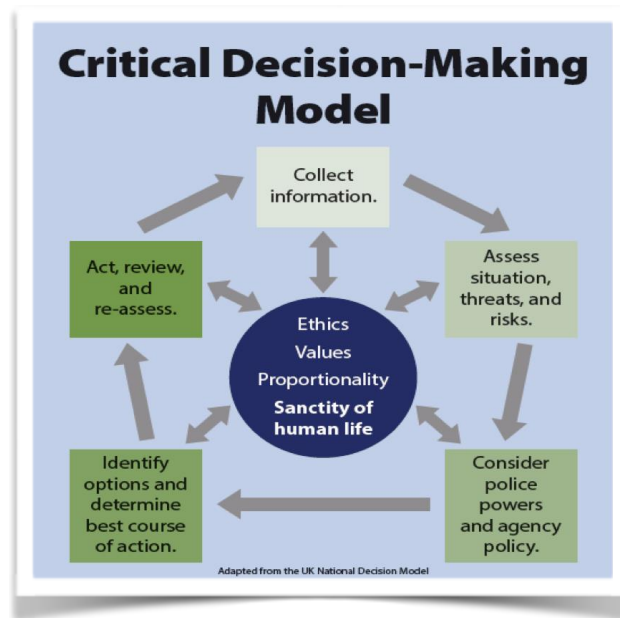 Critical Decision-Making
Model
Collect
information.
Assess
situation,
threats, and
risks.
Consider
police
powers
and agency
policy.
Identify
options and
determine
best course
of action.
Act, review,
and
re-assess.
Ethics
Values
Proportionality
Sanctity of
human life
Adapted from the UK National Decision Model